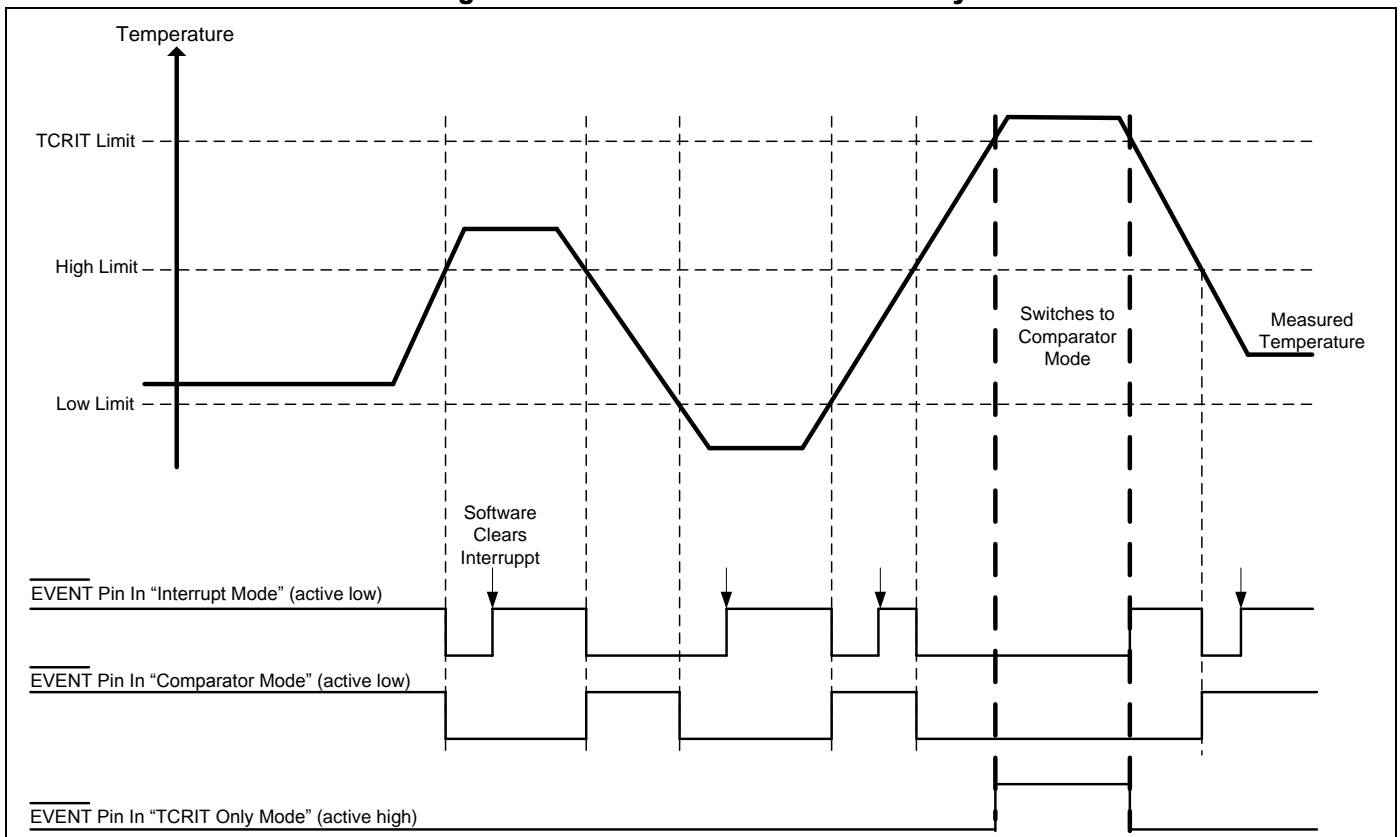 Temperature
TCRIT Limit
High Limit
Switches to
Comparator
Mode
Measured
Temperature
Low Limit
Software
Clears
Interruppt
EVENT Pin In “Interrupt Mode” (active low)
EVENT Pin In “Comparator Mode” (active low)
EVENT Pin In “TCRIT Only Mode” (active high)